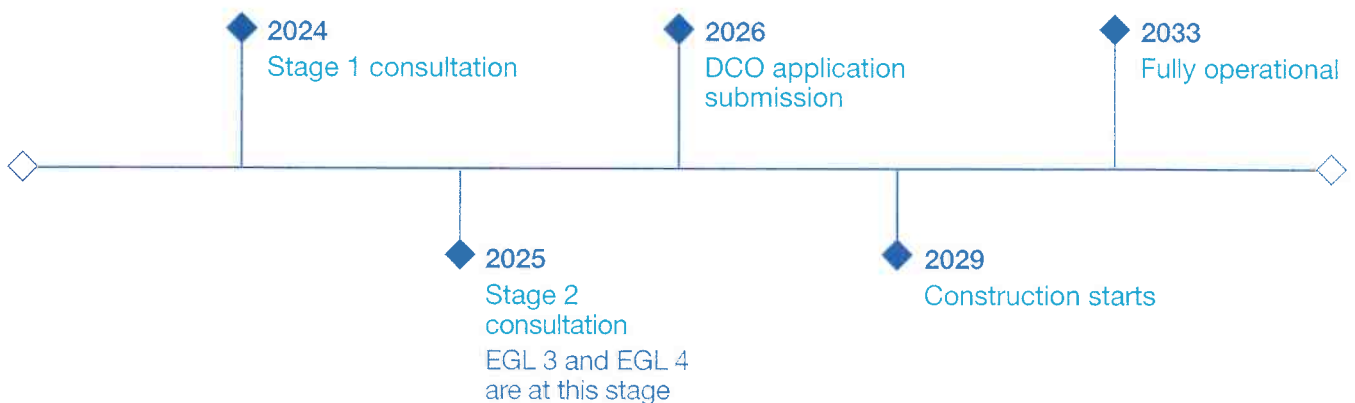 2024
Stage 1 consultation
2025
Stage 2
consultation
EGL 3 and EGL 4
are at this stage
2026
DCO application
submission
2029
Construction starts
2033
Fully operational